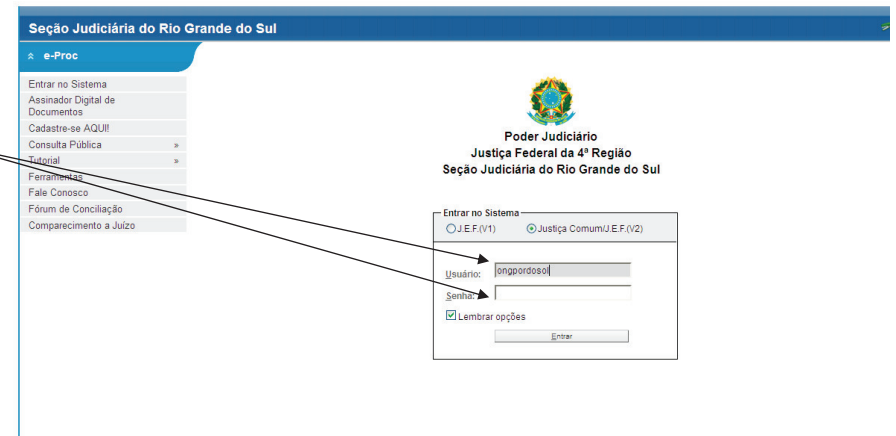 Seção Judiciária do Rio Grande do Sul
e-Proc
Entrar no Sistema
Assinador Digital de
Documentos
Cadastre-se AQUI!
Consulta Pública »
Tutorial »
Ferramentas
Fale Conosco
Fórum de Conciliação
Comparecimento a Juízo
Poder Judiciário
Justiça Federal da 4ª Região
Seção Judiciária do Rio Grande do Sul
Entrar no Sistema
J.E.F.(V1) Justiça Comum/J.E.F.(V2)
Usuário: ongpordosol
Senha:
Lembrar opções
Entrar